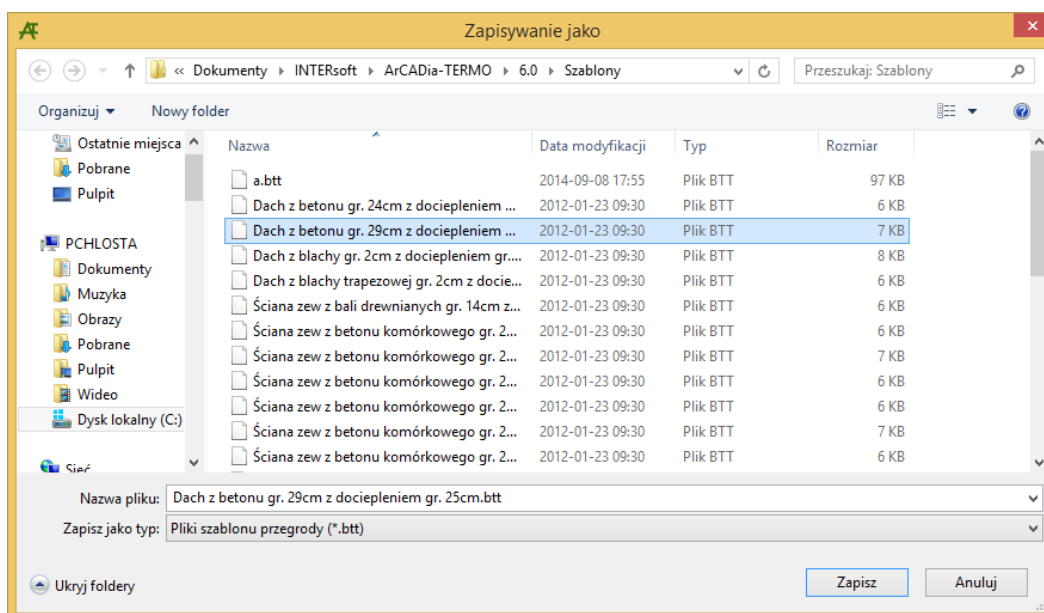 Zapisywanie jako
« Dokumenty INTERsoft ArCADia-TERMO 6.0 Szablony Przeszukaj: Szablony
Organizuj Nowy folder
Ostatnie miejsca
Pobrane
Pulpit
PCHLOSTA
Dokumenty
Muzyka
Obrazy
Pobrane
Pulpit
Wideo
Dysk lokalny (C:)
Sieć
Nazwa Data modyfikacji Typ Rozmiar
a.btt 2014-09-08 17:55 Plik BTT 97 KB
Dach z betonu gr. 24cm z dociepleniem ... 2012-01-23 09:30 Plik BTT 6 KB
Dach z betonu gr. 29cm z dociepleniem ... 2012-01-23 09:30 Plik BTT 7 KB
Dach z blachy gr. 2cm z dociepleniem gr.... 2012-01-23 09:30 Plik BTT 8 KB
Dach z blachy trapezowej gr. 2cm z docie... 2012-01-23 09:30 Plik BTT 6 KB
Ściana zew z bali drewnianych gr. 14cm z... 2012-01-23 09:30 Plik BTT 6 KB
Ściana zew z betonu komórkowego gr. 2... 2012-01-23 09:30 Plik BTT 6 KB
Ściana zew z betonu komórkowego gr. 2... 2012-01-23 09:30 Plik BTT 7 KB
Ściana zew z betonu komórkowego gr. 2... 2012-01-23 09:30 Plik BTT 6 KB
Ściana zew z betonu komórkowego gr. 2... 2012-01-23 09:30 Plik BTT 6 KB
Ściana zew z betonu komórkowego gr. 2... 2012-01-23 09:30 Plik BTT 7 KB
Ściana zew z betonu komórkowego gr. 2... 2012-01-23 09:30 Plik BTT 6 KB
Nazwa pliku: Dach z betonu gr. 29cm z dociepleniem gr. 25cm.btt
Zapisz jako typ: Pliki szablonu przegrody (*.btt)
Ukryj foldery Zapisz Anuluj